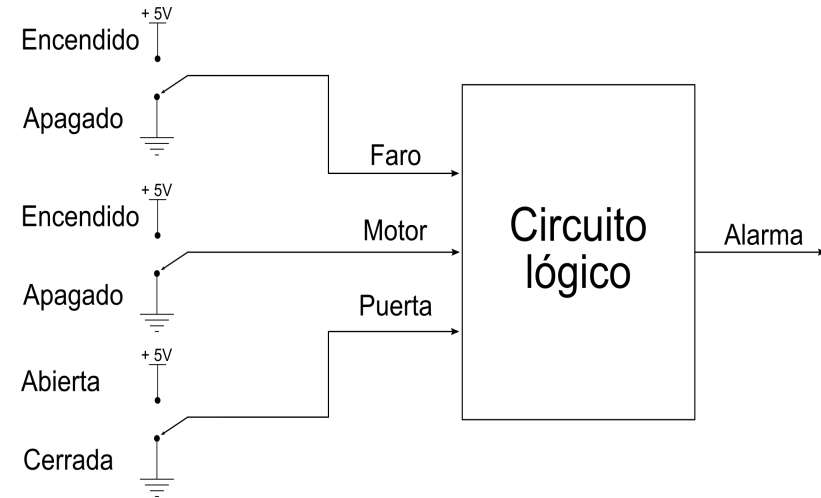 + 5V
Encendido
Apagado
Faro
+ 5V
Encendido
Motor
Apagado
Puerta
+ 5V
Abierta
Cerrada
Circuito
lógico
Alarma